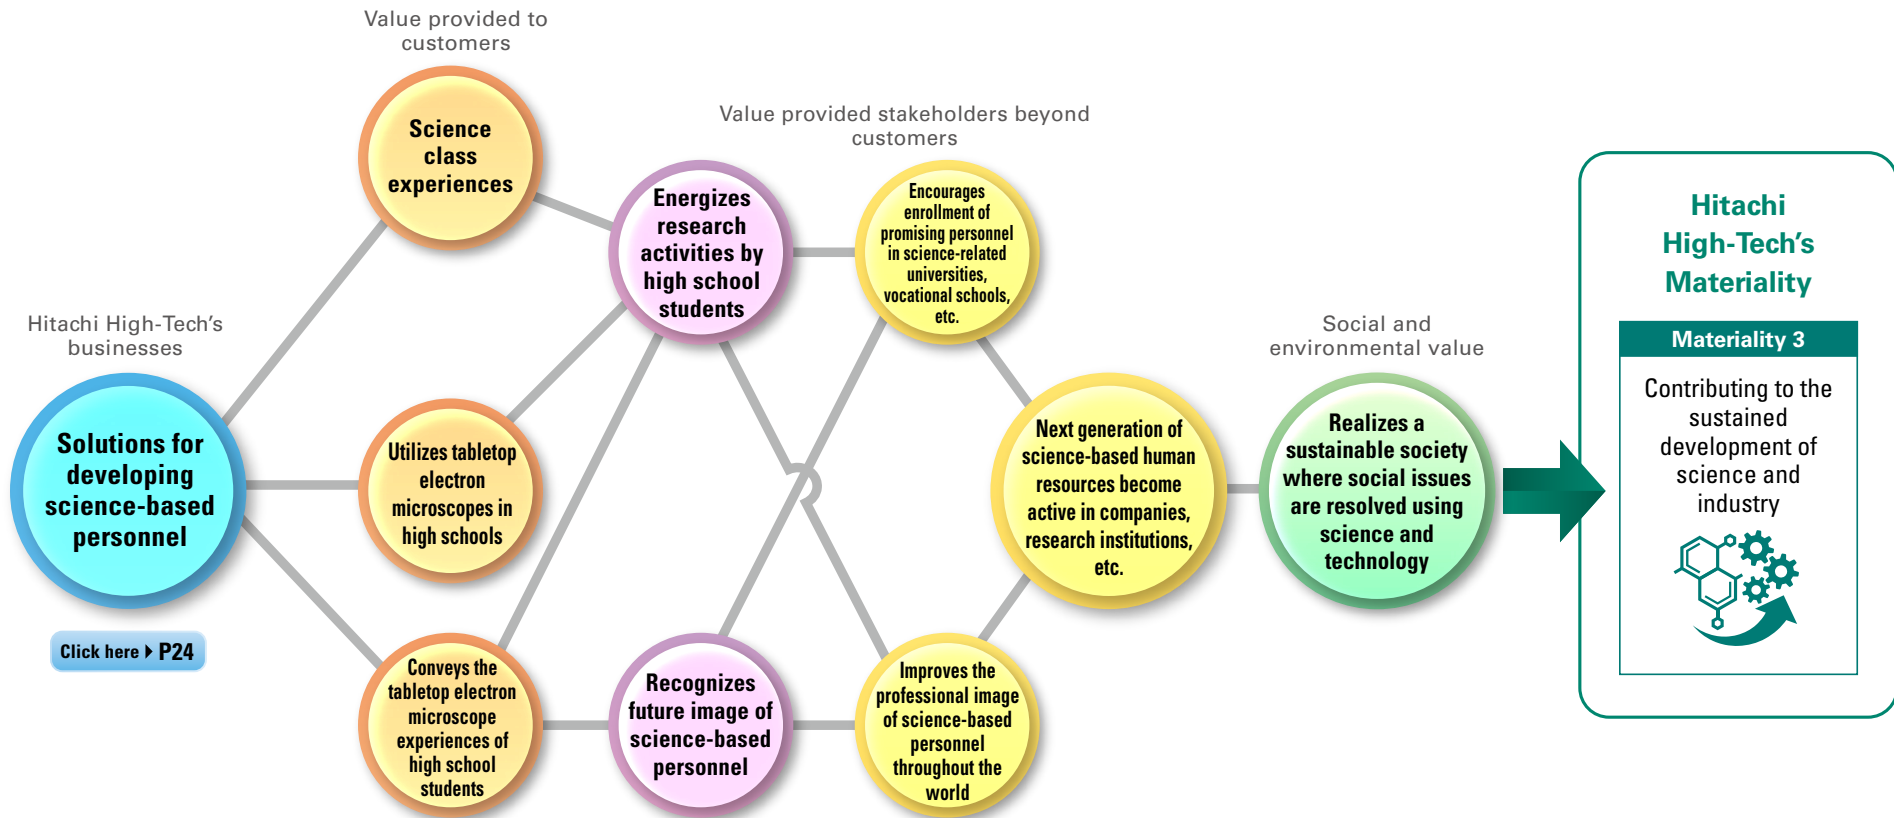 Hitachi High-Tech's
businesses
Solutions for
developing
science-based
personnel
Click here ▶ P24
Value provided to
customers
Science
class
experiences
Utilizes tabletop
electron
microscopes in
high schools
Conveys the
tabletop electron
microscope
experiences of
high school
students
Energizes
research
activities by
high school
students
Recognizes
future image of
science-based
personnel
Value provided stakeholders beyond
customers
Encourages
enrollment of
promising personnel
in science-related
universities,
vocational schools,
etc.
Improves the
professional image
of science-based
personnel
throughout the
world
Next generation of
science-based human
resources become
active in companies,
research institutions,
etc.
Social and
environmental value
Realizes a
sustainable society
where social issues
are resolved using
science and
technology
Hitachi
High-Tech's
Materiality
Materiality 3
Contributing to the
sustained
development of
science and
industry